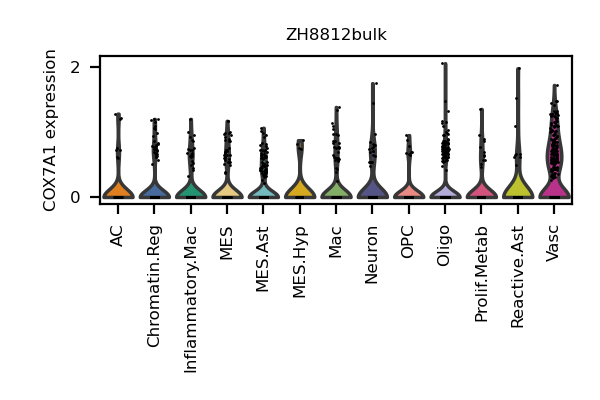 ZH8812bulk
COX7A1 expression
2
0
AC
Chromatin.Reg
Inflammatory.Mac
MES
MES.Ast
MES.Hyp
Mac
Neuron
OPC
Oligo
Prolif.Metab
Reactive.Ast
Vasc